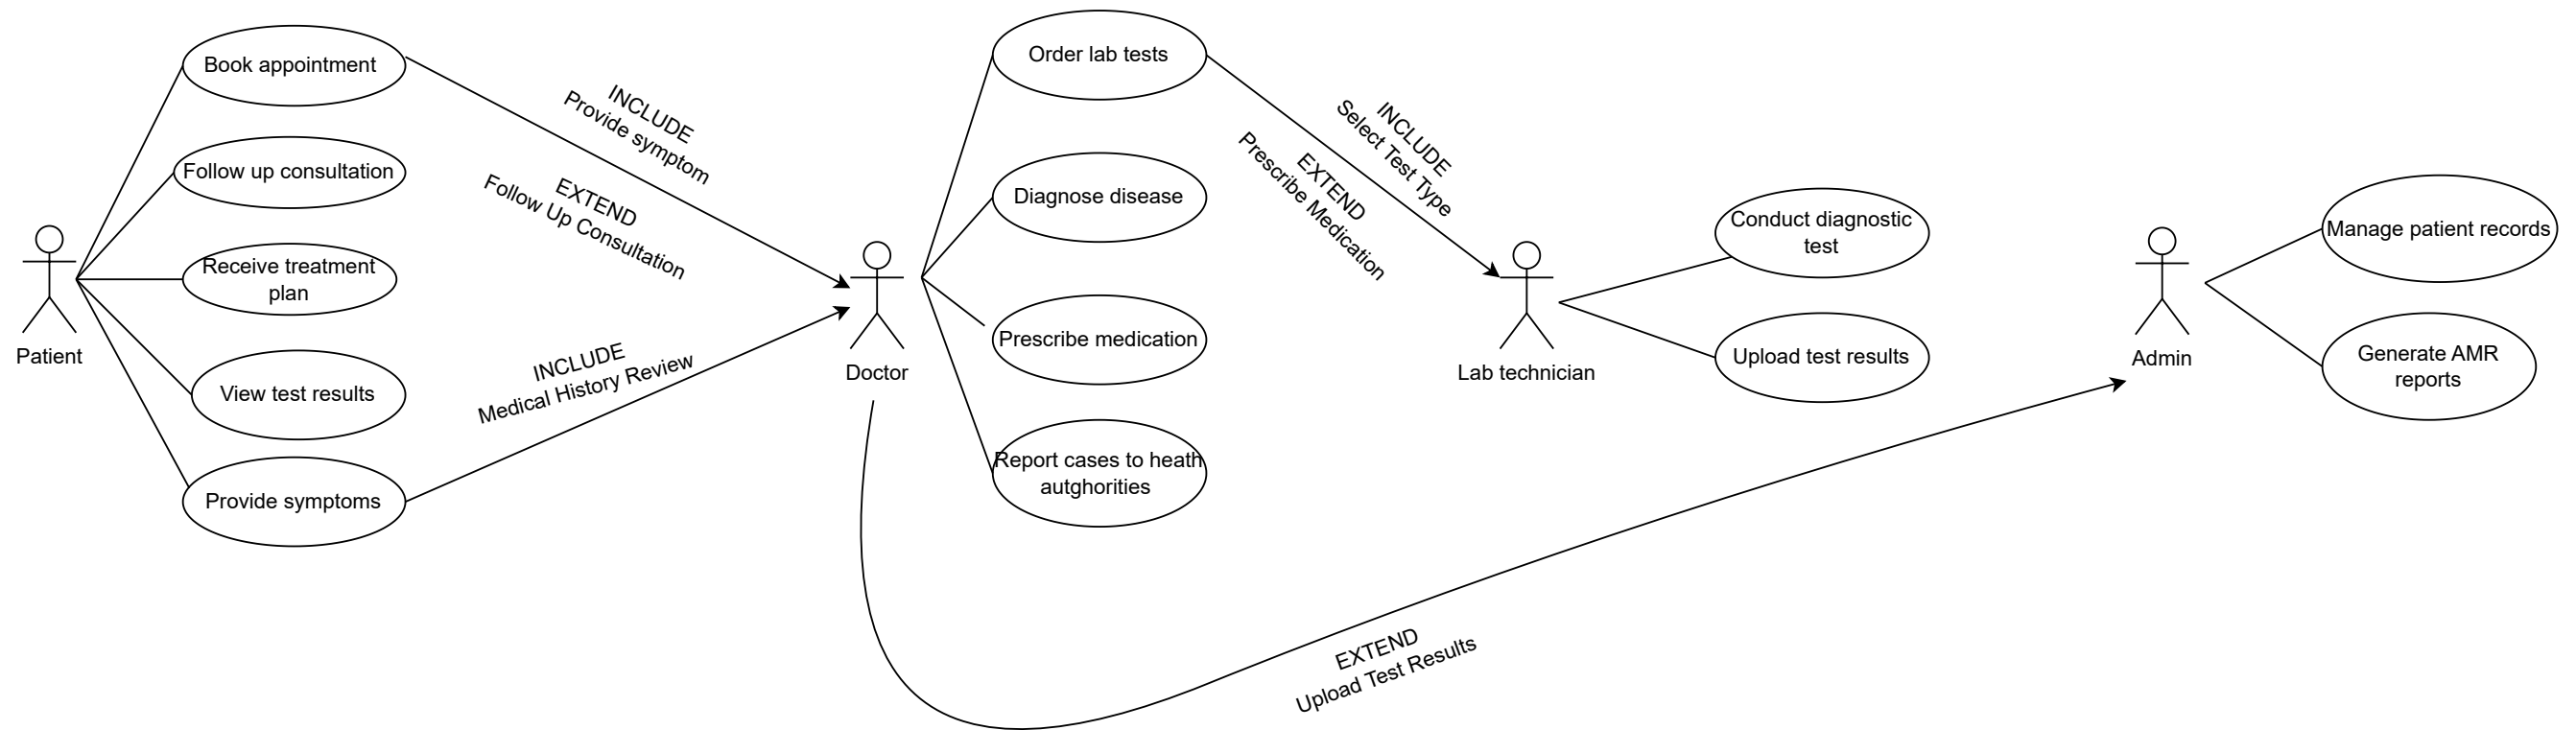 Book appointment
Follow up consultation
Receive treatment
plan
View test results
Provide symptoms
Patient
INCLUDE
Provide symptom
EXTEND
Follow Up Consultation
INCLUDE
Medical History Review
Doctor
Order lab tests
Diagnose disease
Prescribe medication
Report cases to heath
autghorities
INCLUDE
Select Test Type
EXTEND
Prescribe Medication
Lab technician
Conduct diagnostic
test
Upload test results
EXTEND
Upload Test Results
Admin
Manage patient records
Generate AMR
reports